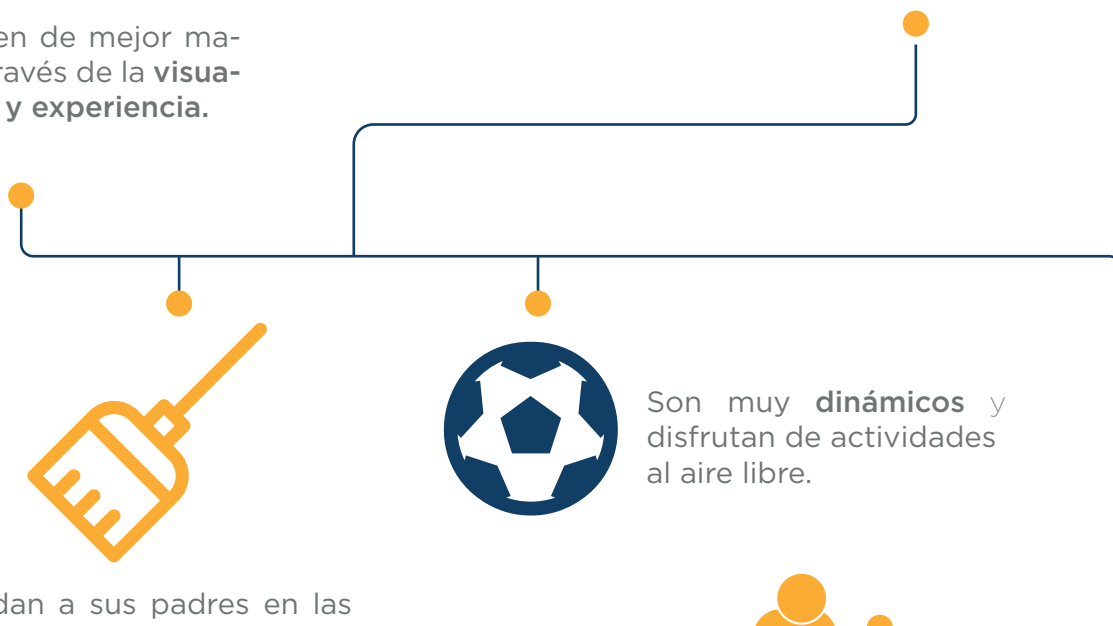 en de mejor ma-
ravés de la visua-
y experiencia.
Son muy dinámicos y
disfrutan de actividades
al aire libre.
dan a sus padres en las